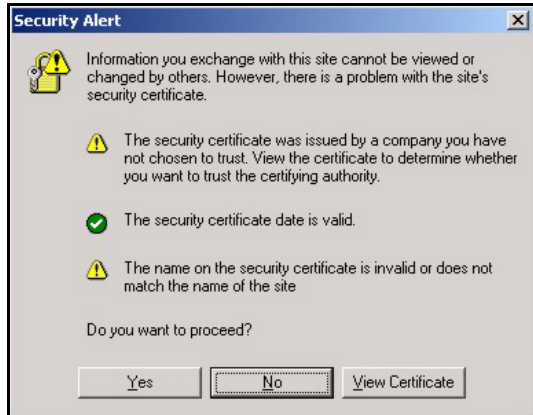 Security Alert
Information you exchange with this site cannot be viewed or
changed by others. However, there is a problem with the site's
security certificate.
The security certificate was issued by a company you have
not chosen to trust. View the certificate to determine whether
you want to trust the certifying authority.
The security certificate date is valid.
The name on the security certificate is invalid or does not
match the name of the site
Do you want to proceed?
Yes No View Certificate